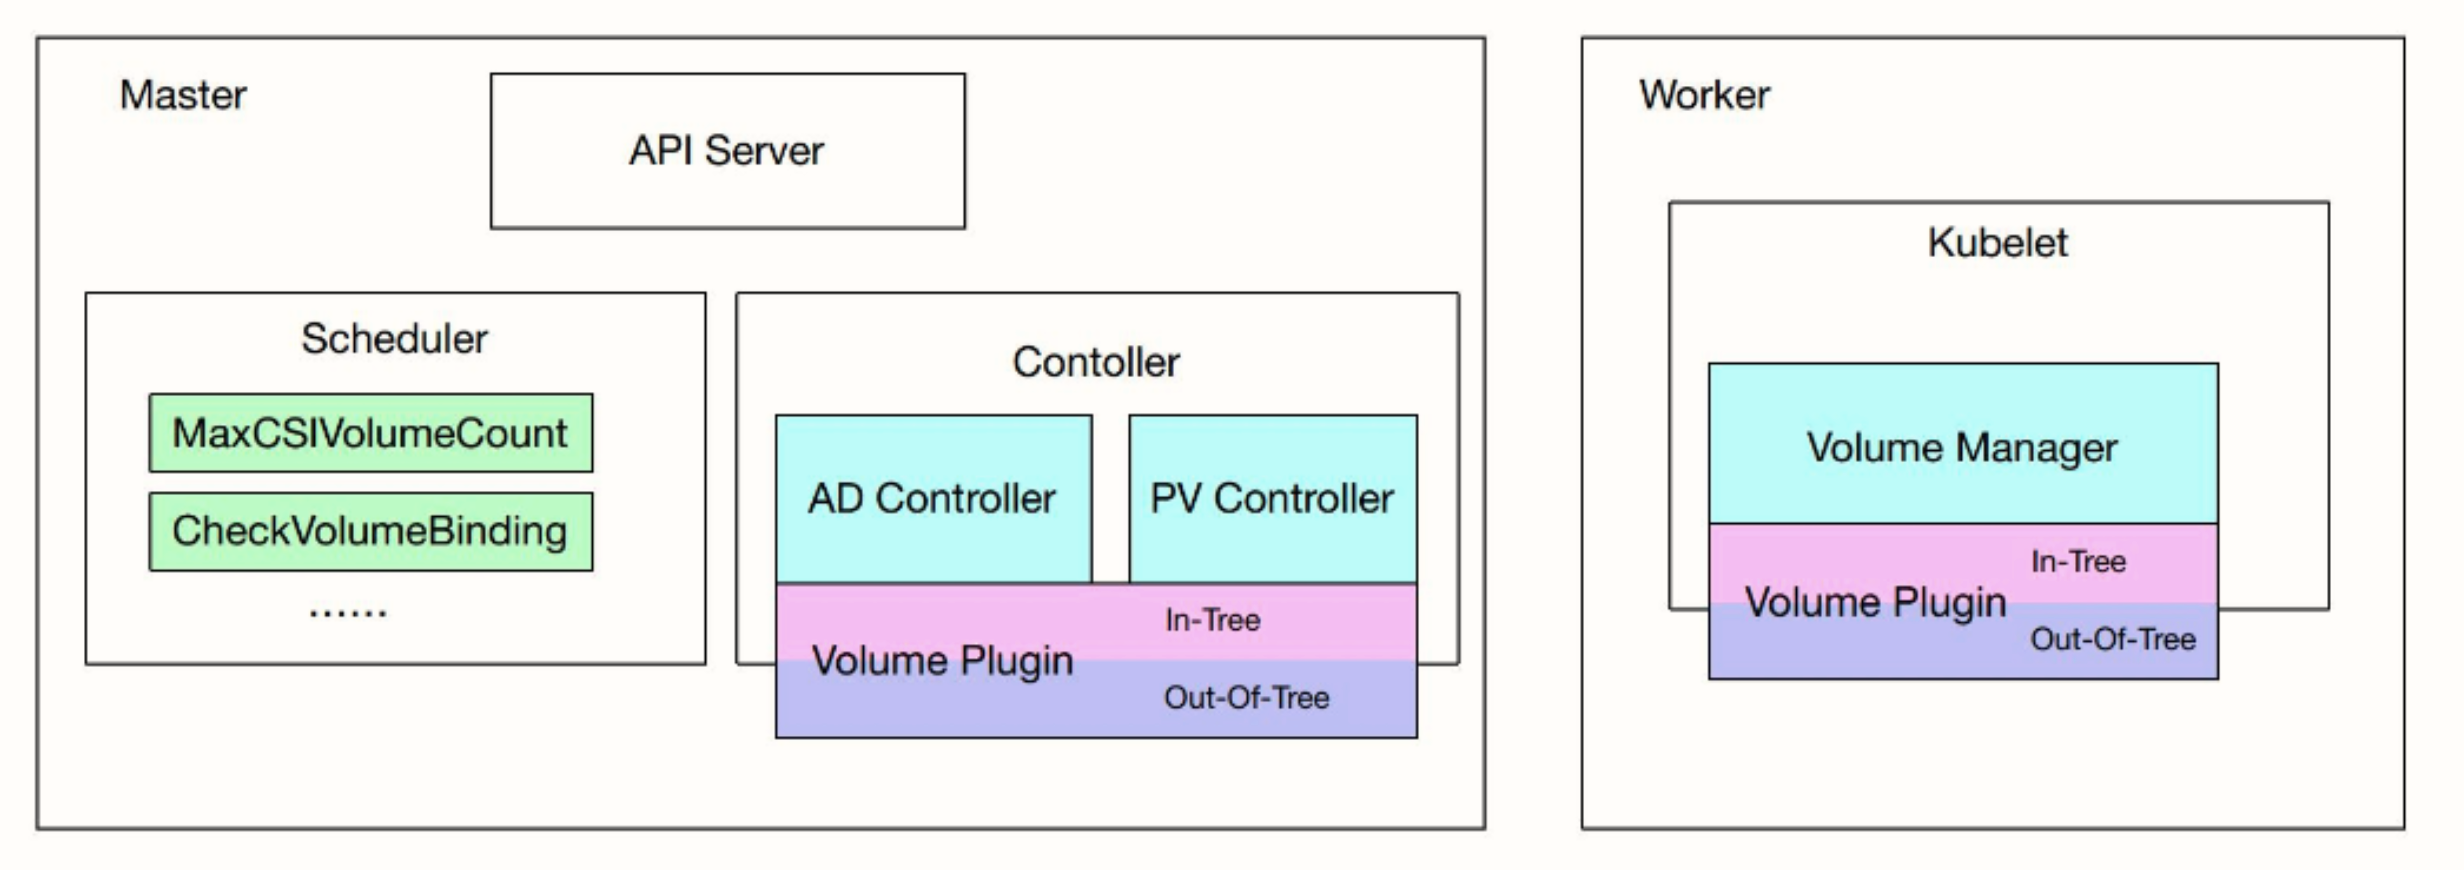 Master
API Server
Scheduler
MaxCSIVolumeCount
CheckVolumeBinding
......
Contoller
AD Controller
PV Controller
Volume Plugin
In-Tree
Out-Of-Tree
Worker
Kubelet
Volume Manager
Volume Plugin
In-Tree
Out-Of-Tree